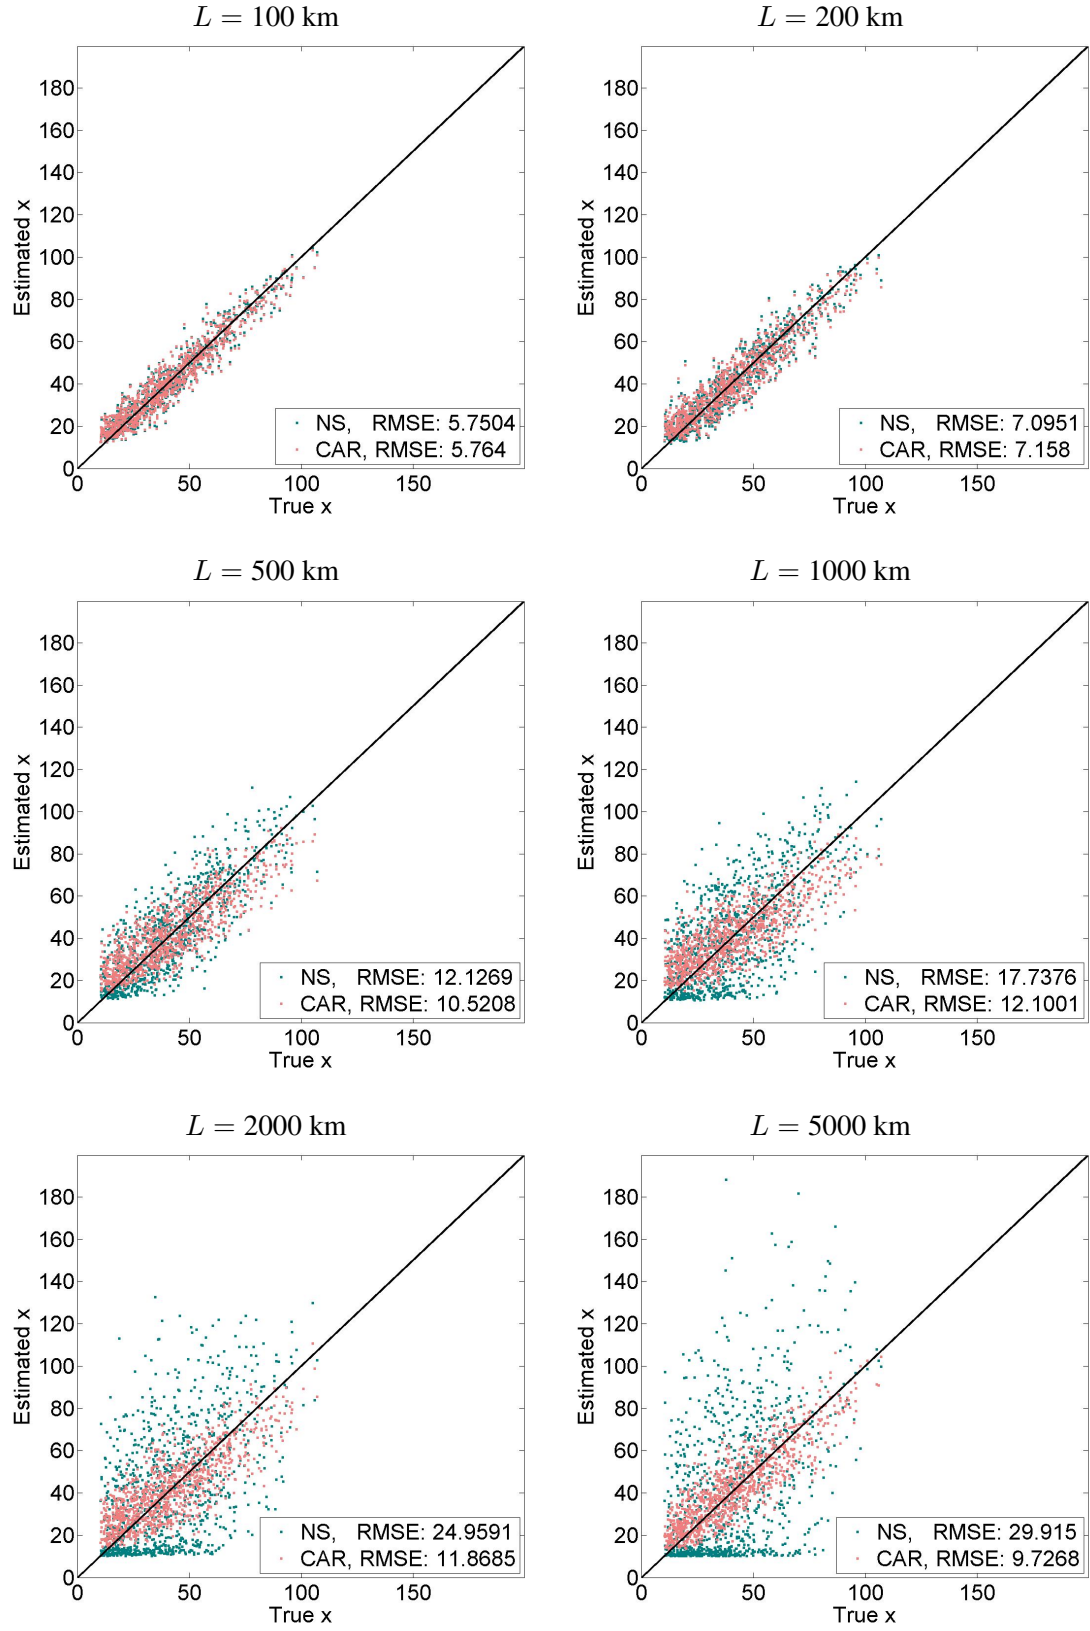 L = 100 km
L = 200 km
180
160
140
120
100
80
60
40
20
0
Estimated x
0 50 100 150
True x
NS, RMSE: 5.7504
CAR, RMSE: 5.764
180
160
140
120
100
80
60
40
20
0
Estimated x
0 50 100 150
True x
NS, RMSE: 7.0951
CAR, RMSE: 7.158
L = 500 km
L = 1000 km
180
160
140
120
100
80
60
40
20
0
Estimated x
0 50 100 150
True x
NS, RMSE: 12.1269
CAR, RMSE: 10.5208
180
160
140
120
100
80
60
40
20
0
Estimated x
0 50 100 150
True x
NS, RMSE: 17.7376
CAR, RMSE: 12.1001
L = 2000 km
L = 5000 km
180
160
140
120
100
80
60
40
20
0
Estimated x
0 50 100 150
True x
NS, RMSE: 24.9591
CAR, RMSE: 11.8685
180
160
140
120
100
80
60
40
20
0
Estimated x
0 50 100 150
True x
NS, RMSE: 29.915
CAR, RMSE: 9.7268